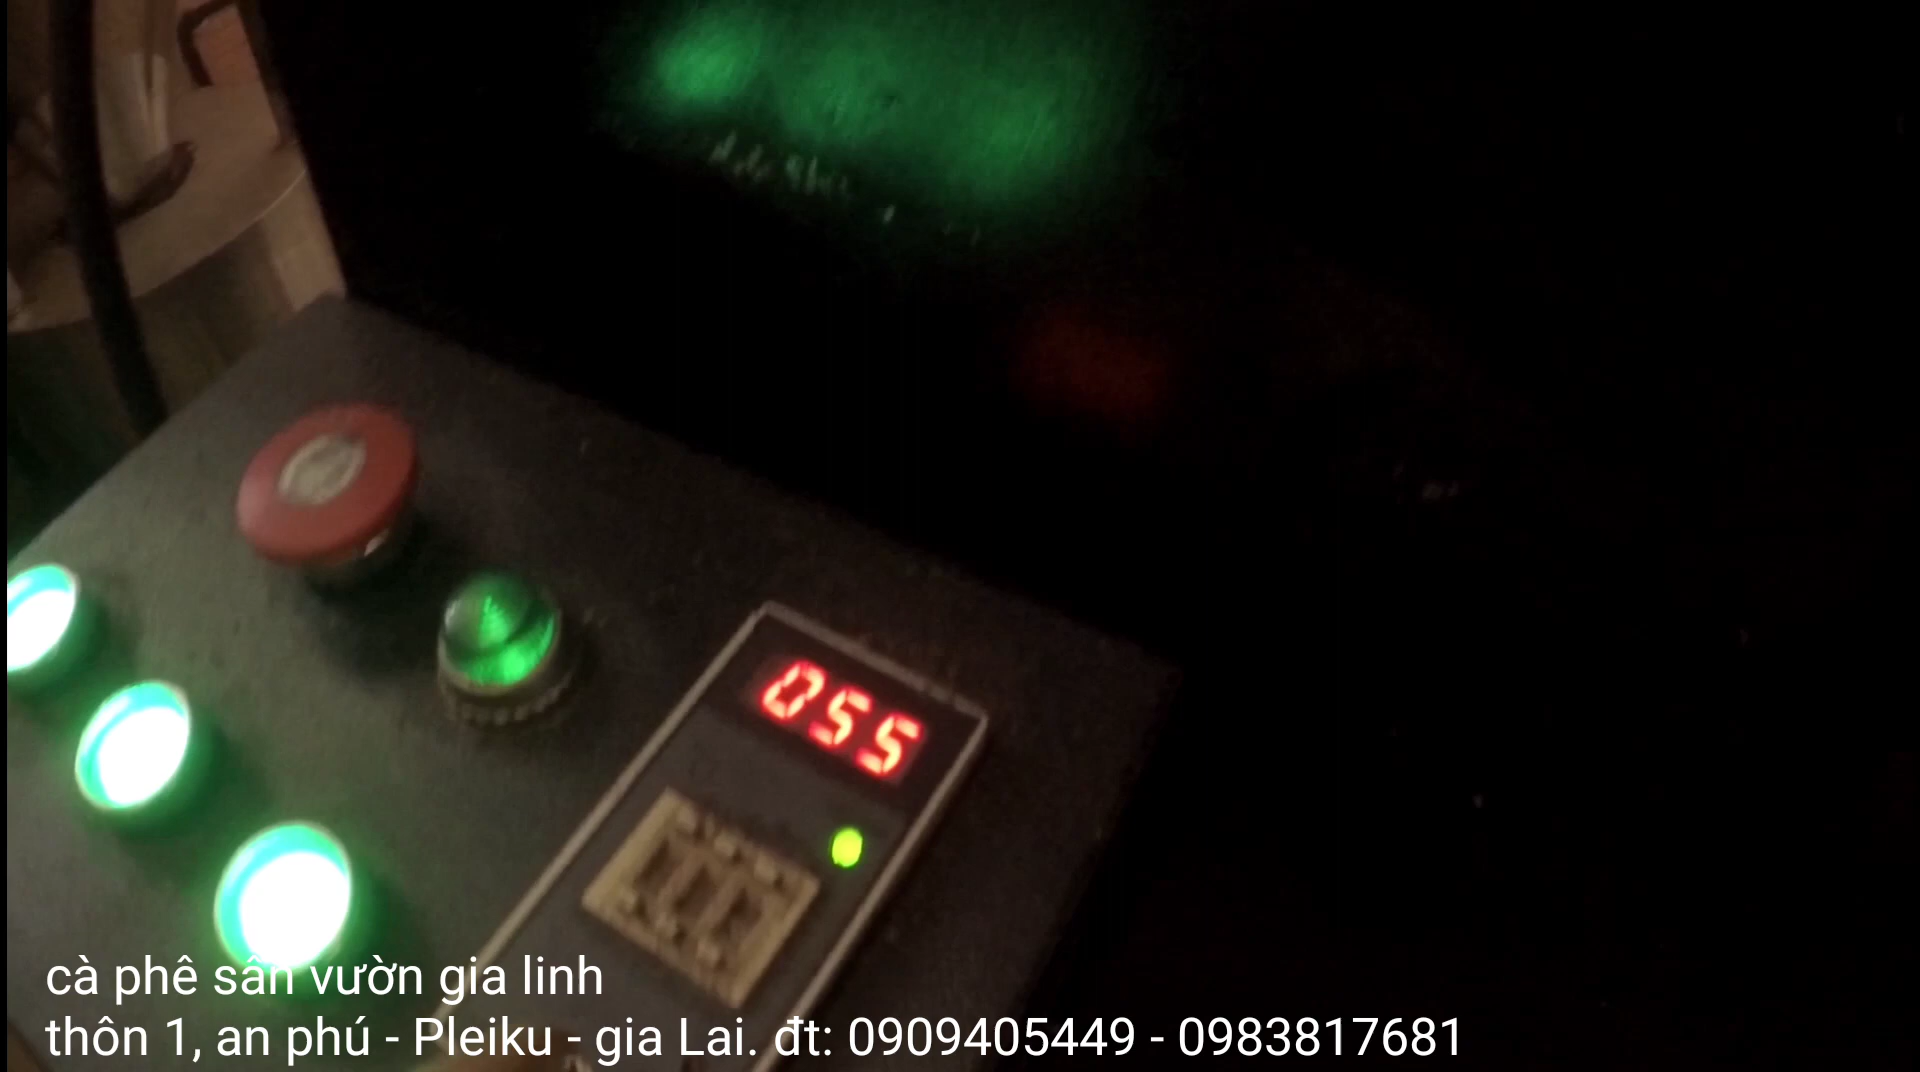 055
cà phê sân vườn gia linh
thôn 1, an phú - Pleiku - gia Lai. đt: 0909405449 - 0983817681